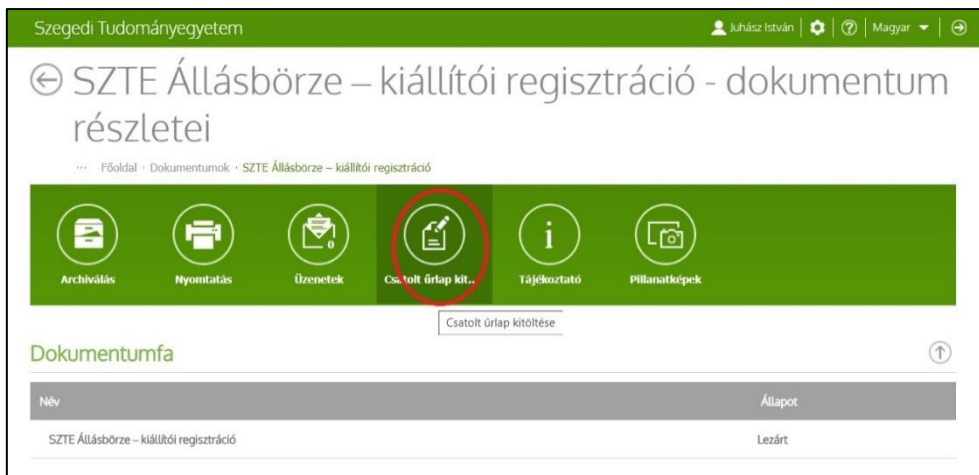 Szegedi Tudományegyetem
Juhász István | | | Magyar |
SZTE Állásbörze – kiállítói regisztráció - dokumentum
részletei
... Főoldal · Dokumentumok · SZTE Állásbörze – kiállítói regisztráció
0
Archiválás Nyomtatás Üzenetek Csatolt űrlap kit... Tájékoztató Pillanatképek
Csatolt űrlap kitöltése
Dokumentumfa
Név Állapot
SZTE Állásbörze – kiállítói regisztráció Lezárt